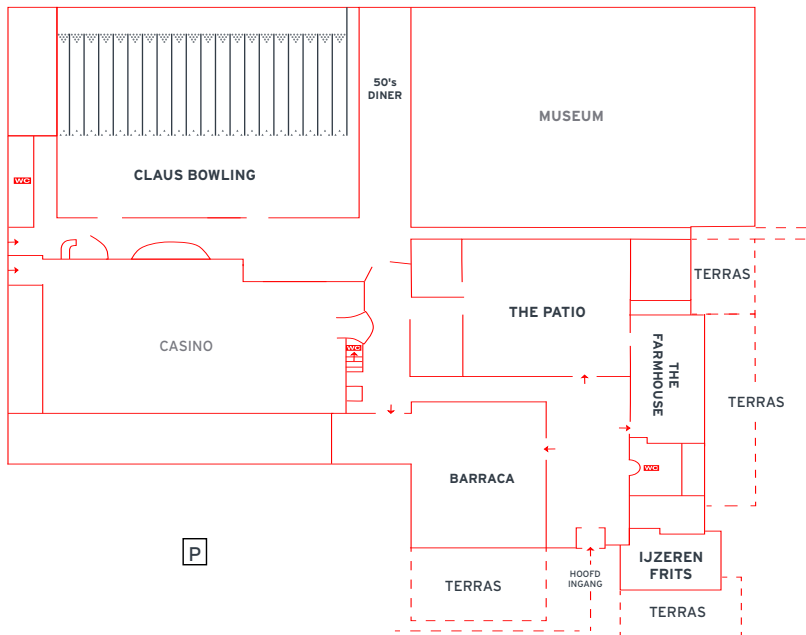 50's
DINER
MUSEUM
CLAUS BOWLING
WC
TERRAS
THE PATIO
CASINO
WC
THE
FARMHOUSE
TERRAS
BARRACA
WC
P
IJZEREN
FRITS
HOOFD
INGANG
TERRAS
TERRAS